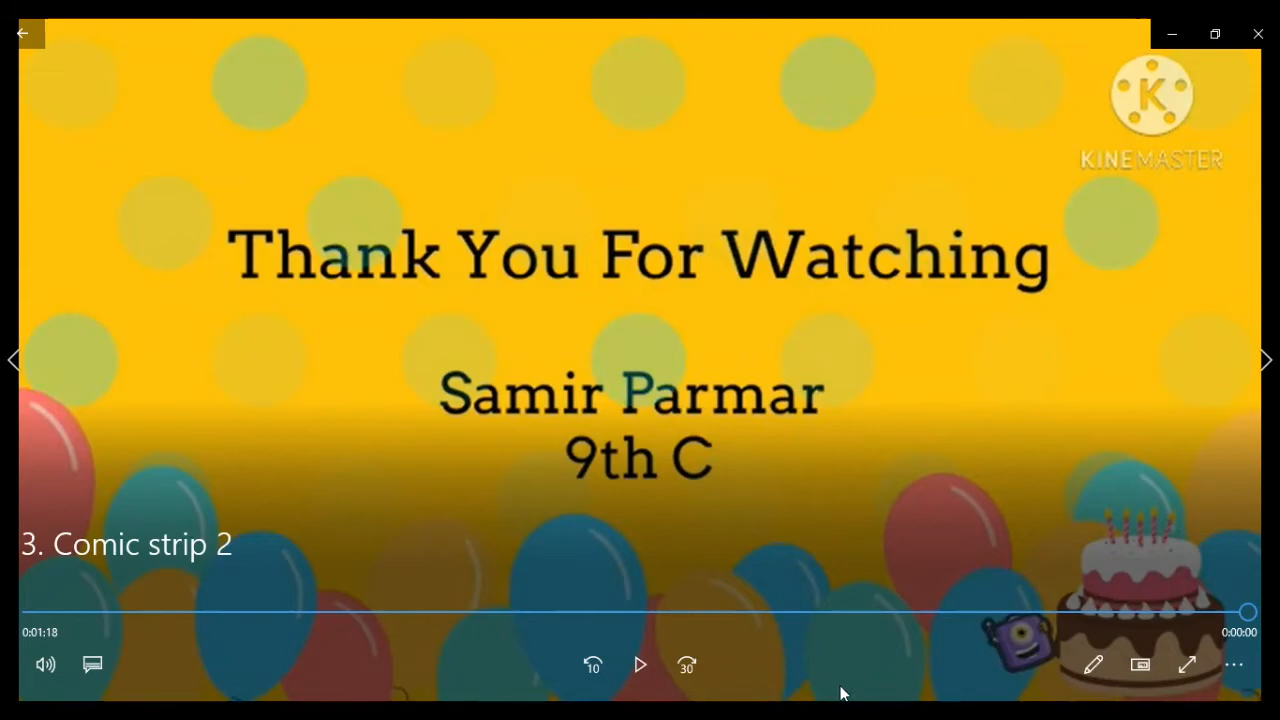 K
KINEMASTER
Thank You For Watching
Samir Parmar
9th C
3. Comic strip 2
0:01:18
0:00:00
10
30